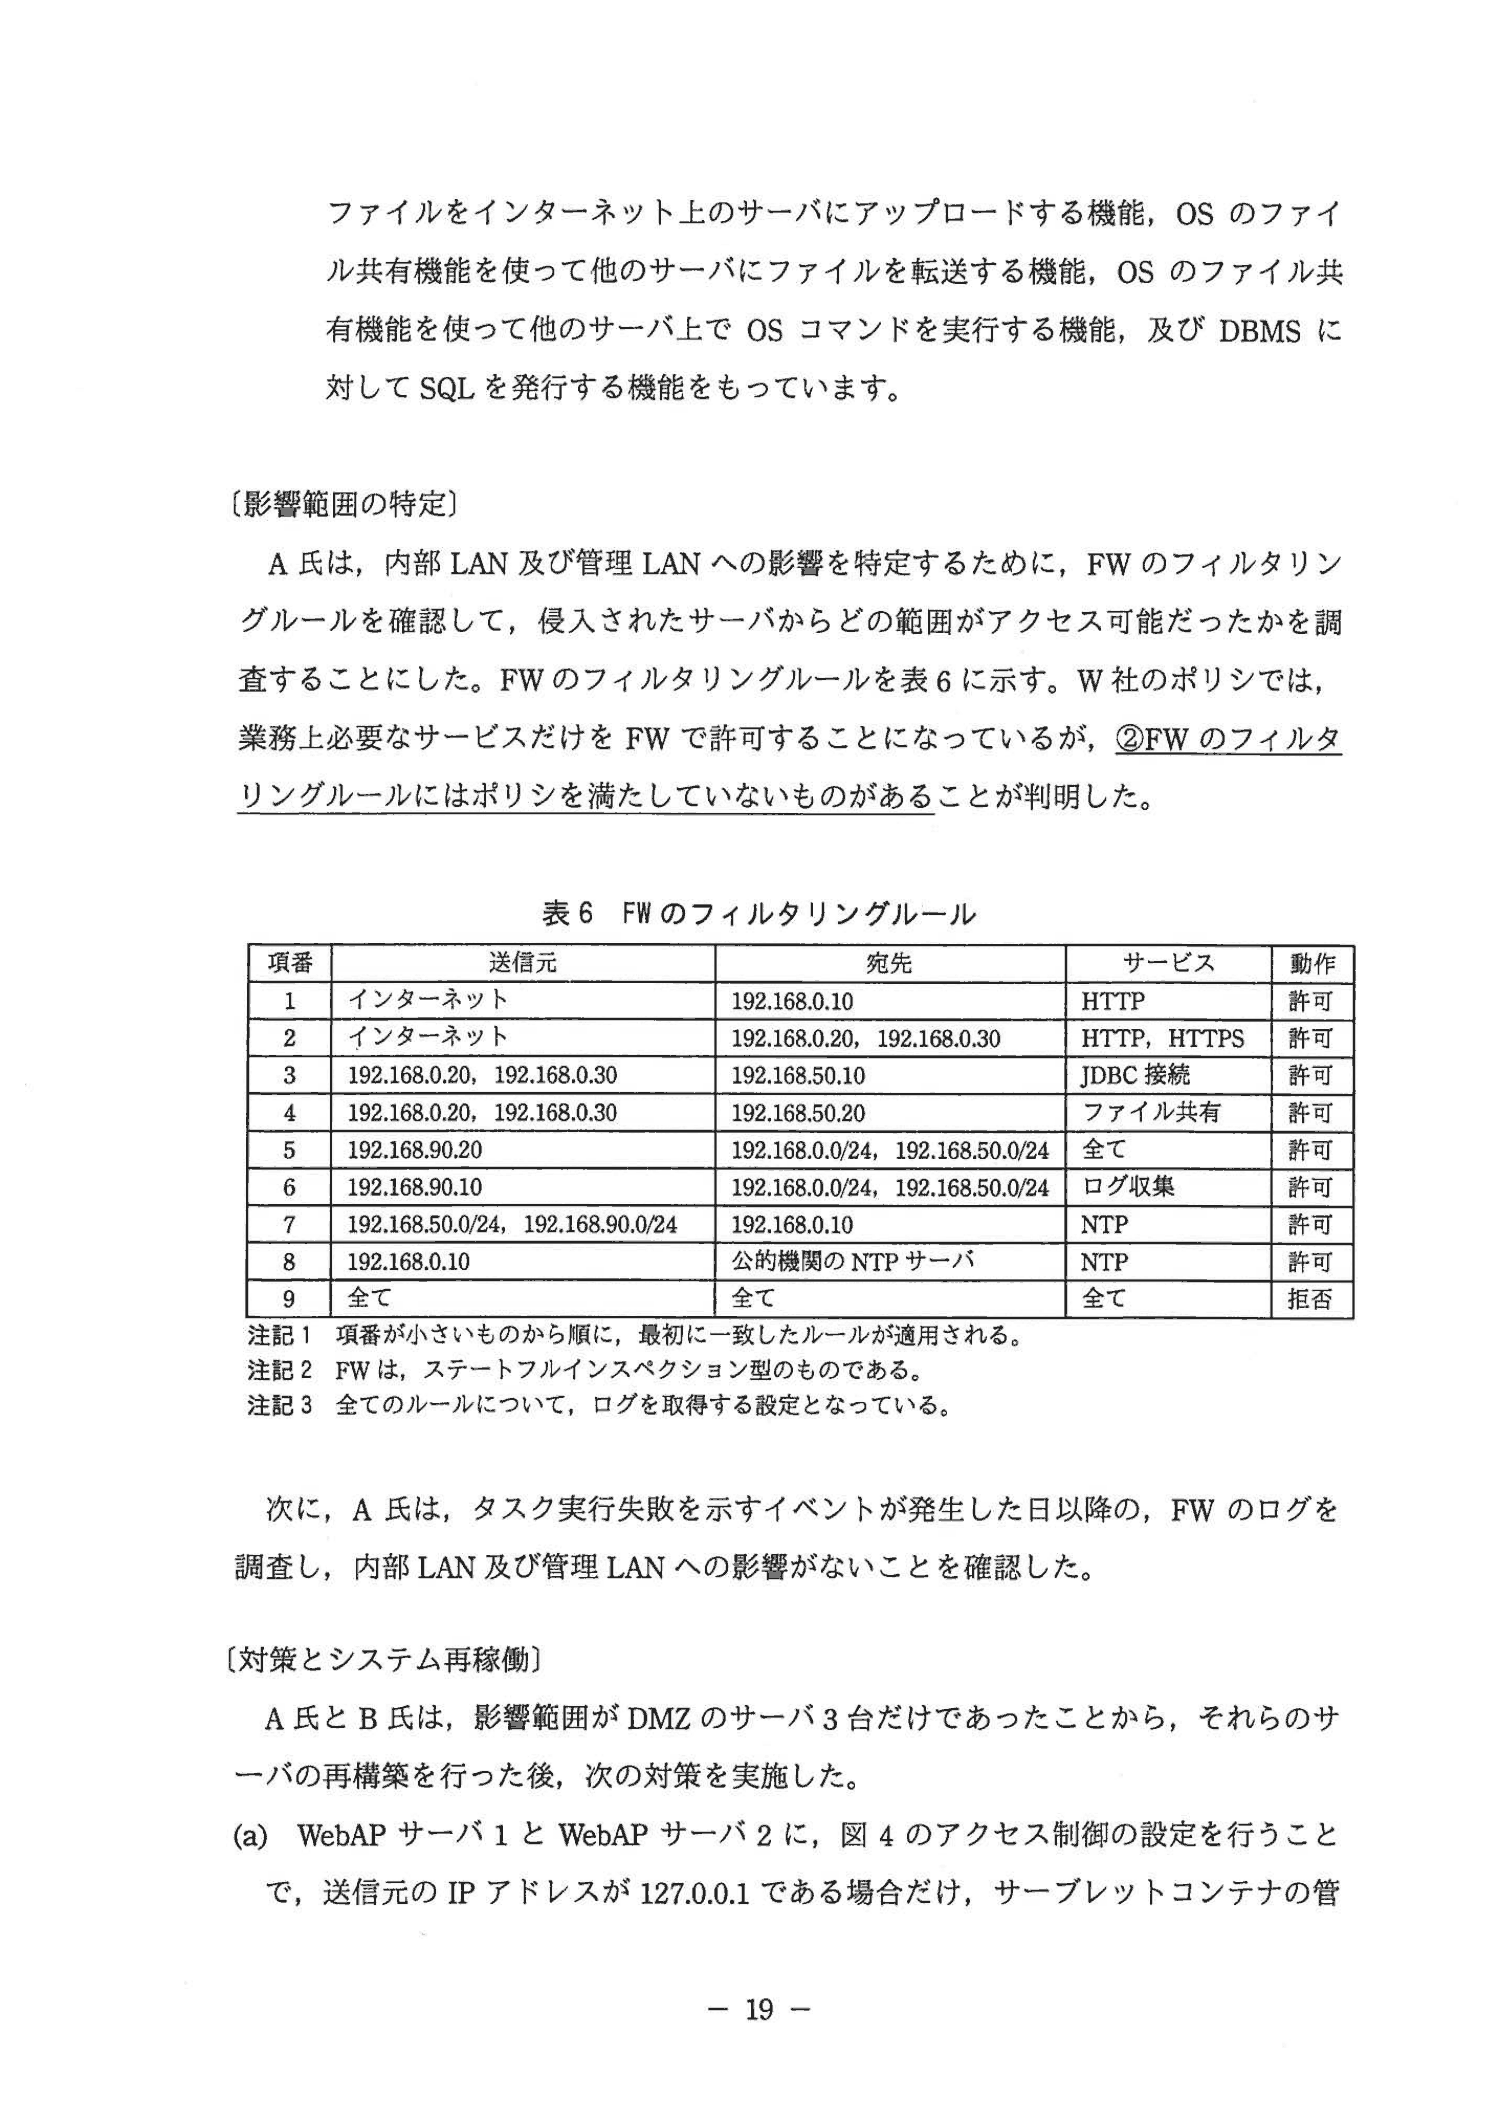 ファイルをインターネット上のサーバにアップロードする機能，OS のファイ
ル共有機能を使って他のサーバにファイルを転送する機能，OS のファイル共
有機能を使って他のサーバ上で OS コマンドを実行する機能，及び DBMS に
対して SQL を発行する機能をもっています。
〔影響範囲の特定〕
A 氏は，内部 LAN 及び管理 LAN への影響を特定するために，FW のフィルタリン
グルールを確認して，侵入されたサーバからどの範囲がアクセス可能だったかを調
査することにした。FW のフィルタリングルールを表 6 に示す。W 社のポリシでは，
業務上必要なサービスだけを FW で許可することになっているが，②FW のフィルタ
リングルールにはポリシを満たしていないものがあることが判明した。
表 6 FW のフィルタリングルール
項番 送信元 宛先 サービス 動作
1 インターネット 192.168.0.10 HTTP 許可
2 インターネット 192.168.0.20，192.168.0.30 HTTP，HTTPS 許可
3 192.168.0.20，192.168.0.30 192.168.50.10 JDBC 接続 許可
4 192.168.0.20，192.168.0.30 192.168.50.20 ファイル共有 許可
5 192.168.90.20 192.168.0.0/24，192.168.50.0/24 全て 許可
6 192.168.90.10 192.168.0.0/24，192.168.50.0/24 ログ収集 許可
7 192.168.50.0/24，192.168.90.0/24 192.168.0.10 NTP 許可
8 192.168.0.10 公的機関の NTP サーバ NTP 許可
9 全て 全て 全て 拒否
注記 1 項番が小さいものから順に，最初に一致したルールが適用される。
注記 2 FW は，ステートフルインスペクション型のものである。
注記 3 全てのルールについて，ログを取得する設定となっている。
次に，A 氏は，タスク実行失敗を示すイベントが発生した日以降の，FW のログを
調査し，内部 LAN 及び管理 LAN への影響がないことを確認した。
〔対策とシステム再稼働〕
A 氏と B 氏は，影響範囲が DMZ のサーバ 3 台だけであったことから，それらのサ
ーバの再構築を行った後，次の対策を実施した。
(a) WebAP サーバ 1 と WebAP サーバ 2 に，図 4 のアクセス制御の設定を行うこと
で，送信元の IP アドレスが 127.0.0.1 である場合だけ，サーブレットコンテナの管
－ 19 －